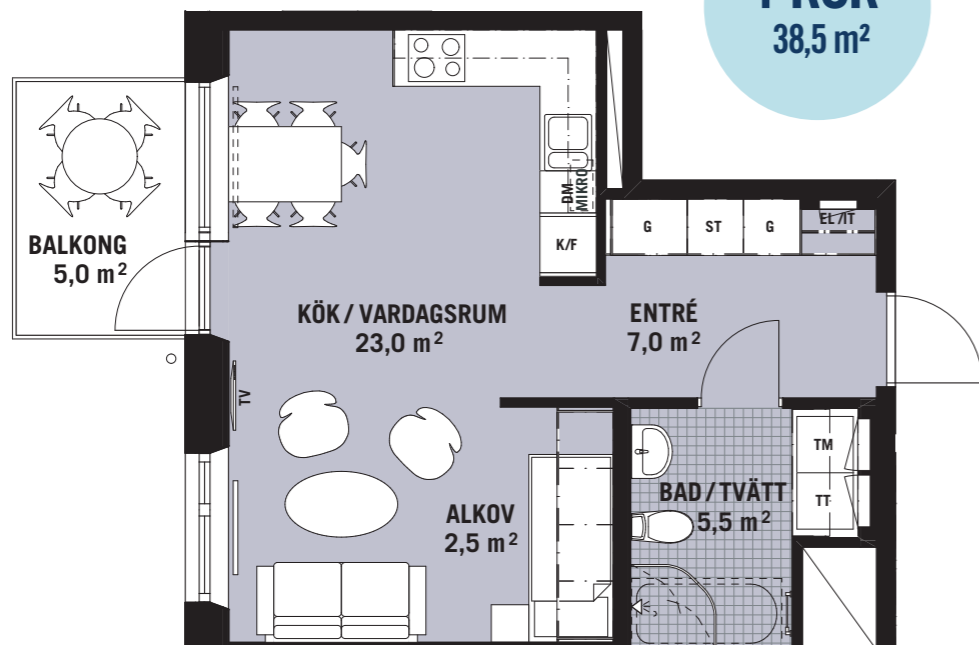 38,5 m²
BALKONG
5,0 m²
DM
MIKRO
K/F
G
ST
G
EL/IT
KÖK / VARDAGSRUM
23,0 m²
ENTRÉ
7,0 m²
TV
ALKOV
2,5 m²
BAD / TVÄTT
5,5 m²
TM
TT